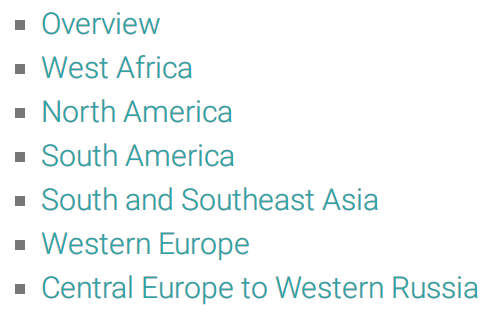 Overview
West Africa
North America
South America
South and Southeast Asia
Western Europe
Central Europe to Western Russia